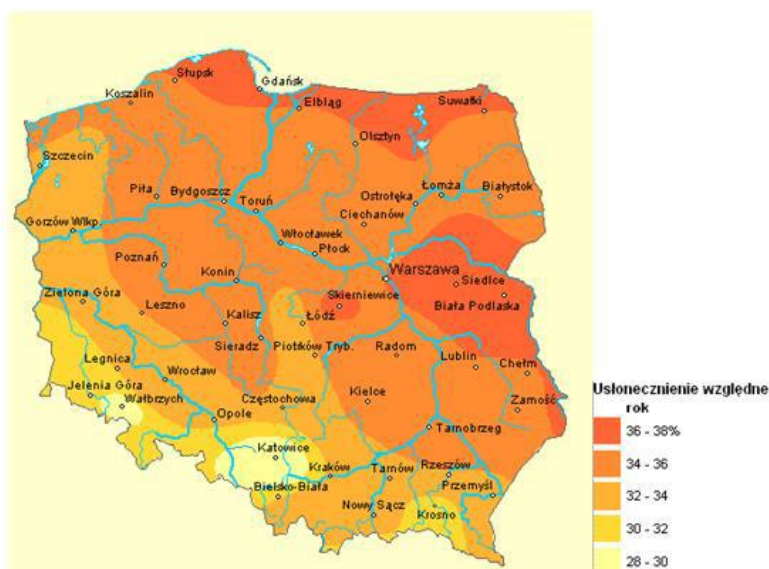 Słupsk
Gdańsk
Koszalin
Elbląg
Suwałki
Olsztyn
Szczecin
Piła
Bydgoszcz
Toruń
Ostrołęka
Łomża
Białystok
Ciechanów
Gorzów Wlkp.
Włocławek
Płock
Poznań
Konin
Warszawa
Siedlce
Zielona Góra
Leszno
Kalisz
Skierniewice
Biała Podlaska
Łódź
Sieradz
Piotrków Tryb.
Radom
Lublin
Chełm
Legnica
Wrocław
Jelenia Góra
Wałbrzych
Częstochowa
Kielce
Zamość
Opole
Tarnobrzeg
Katowice
Kraków
Tarnów
Rzeszów
Przemyśl
Bielsko-Biała
Nowy Sącz
Krosno
Usłonecznienie względne
rok
36 - 38%
34 - 36
32 - 34
30 - 32
28 - 30